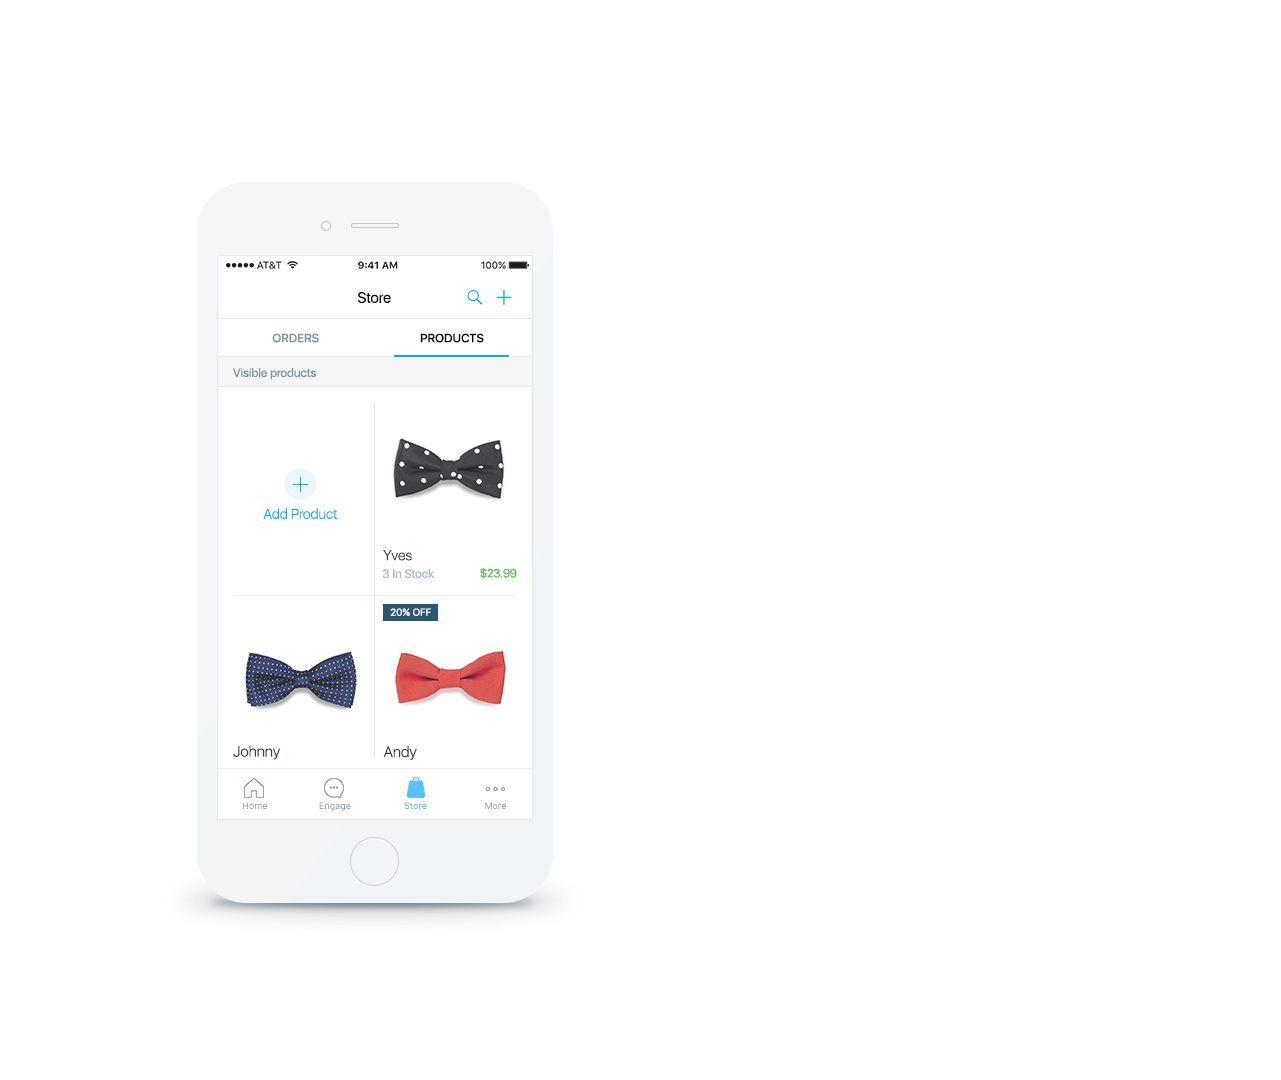 AT&T 9:41 AM 100%
Store
ORDERS PRODUCTS
Visible products
Add Product
Yves
3 In Stock $23.99
20% OFF
Johnny Andy
Home Engage Store More